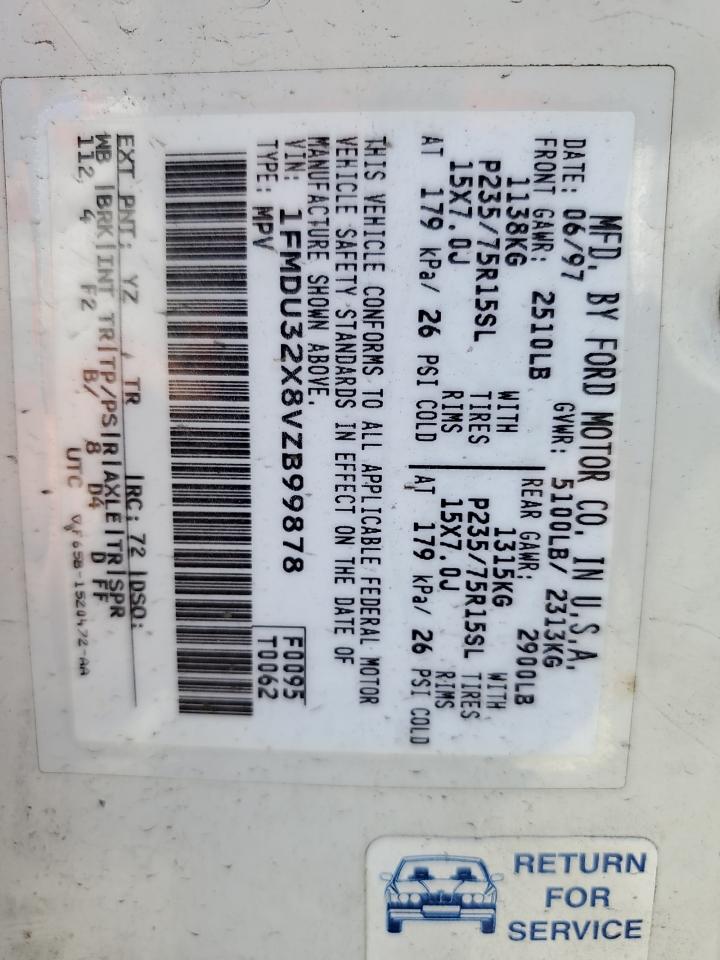 MFD. BY FORD MOTOR CO. IN U.S.A.
DATE: 06/97 GVWR: 5100LB/ 2313KG
FRONT GAWR: 2510LB REAR GAWR: 2900LB
1138KG WITH 1315KG WITH
P235/75R15SL TIRES P235/75R15SL TIRES
15X7.0J RIMS 15X7.0J RIMS
AT 179 kPa/ 26 PSI COLD AT 179 kPa/ 26 PSI COLD
THIS VEHICLE CONFORMS TO ALL APPLICABLE FEDERAL MOTOR
VEHICLE SAFETY STANDARDS IN EFFECT ON THE DATE OF
MANUFACTURE SHOWN ABOVE.
VIN: 1FMDU32X8VZB99878 F0095
TYPE: MPV T0062
EXT PNT: YZ TR RC: 72 DSO:
WB BRK INT TR TP/PS R AXLE TR SPR
112 4 F2 B/ 8 D4 D FF
UTC
RETURN
FOR
SERVICE